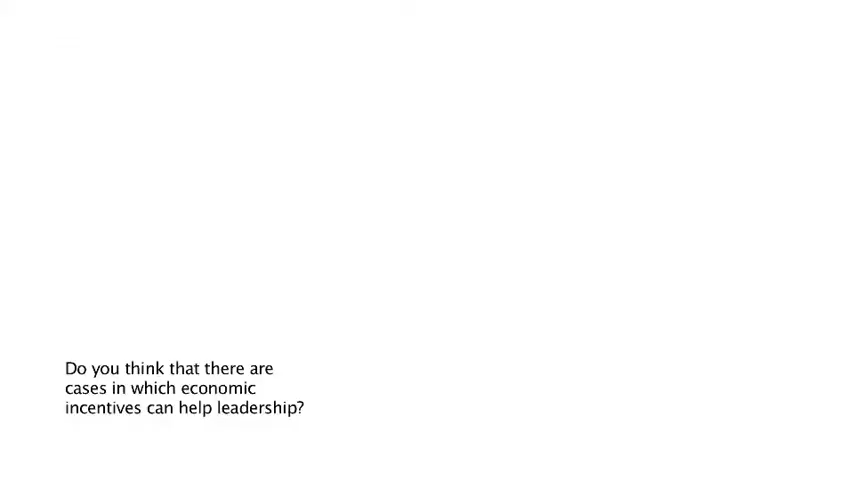 Do you think that there are
cases in which economic
incentives can help leadership?